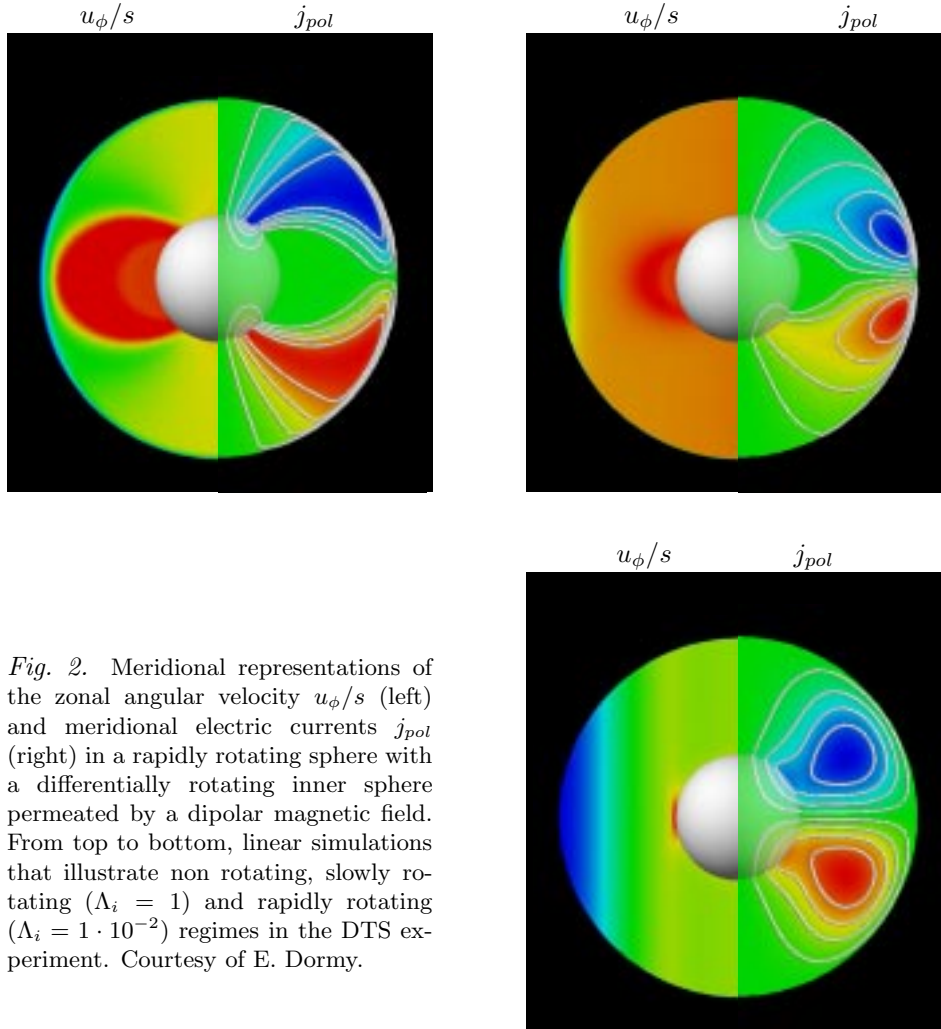 u_ϕ/s j_pol
u_ϕ/s j_pol
u_ϕ/s j_pol
Fig. 2. Meridional representations of
the zonal angular velocity u_ϕ/s (left)
and meridional electric currents j_pol
(right) in a rapidly rotating sphere with
a differentially rotating inner sphere
permeated by a dipolar magnetic field.
From top to bottom, linear simulations
that illustrate non rotating, slowly ro-
tating (Λ_i = 1) and rapidly rotating
(Λ_i = 1 · 10⁻²) regimes in the DTS ex-
periment. Courtesy of E. Dormy.